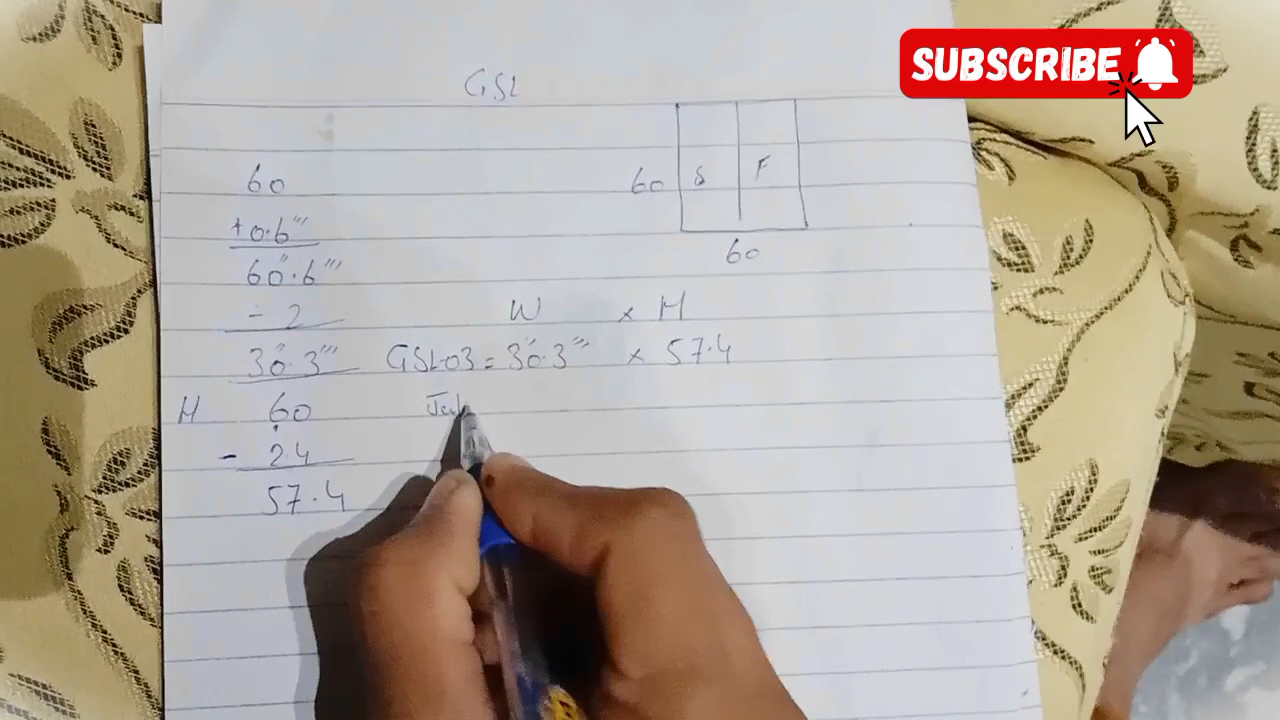 SUBSCRIBE
GSL
60
+0.6'''
60''.6'''
÷ 2
30''.3'''
H 60
- 2.4
57.4
60 S F
60
W × H
GSL-03 = 30''.3''' × 57.4